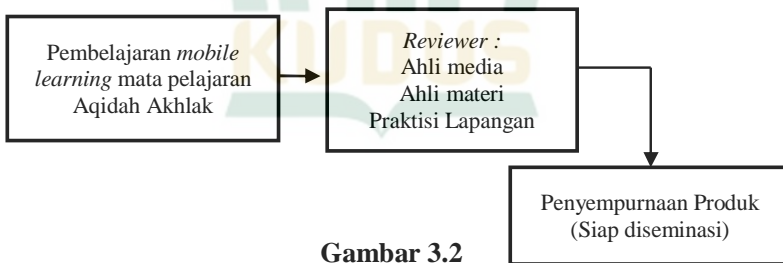 KUDUS
Pembelajaran mobile
learning mata pelajaran
Aqidah Akhlak
Reviewer :
Ahli media
Ahli materi
Praktisi Lapangan
Penyempurnaan Produk
(Siap diseminasi)
Gambar 3.2